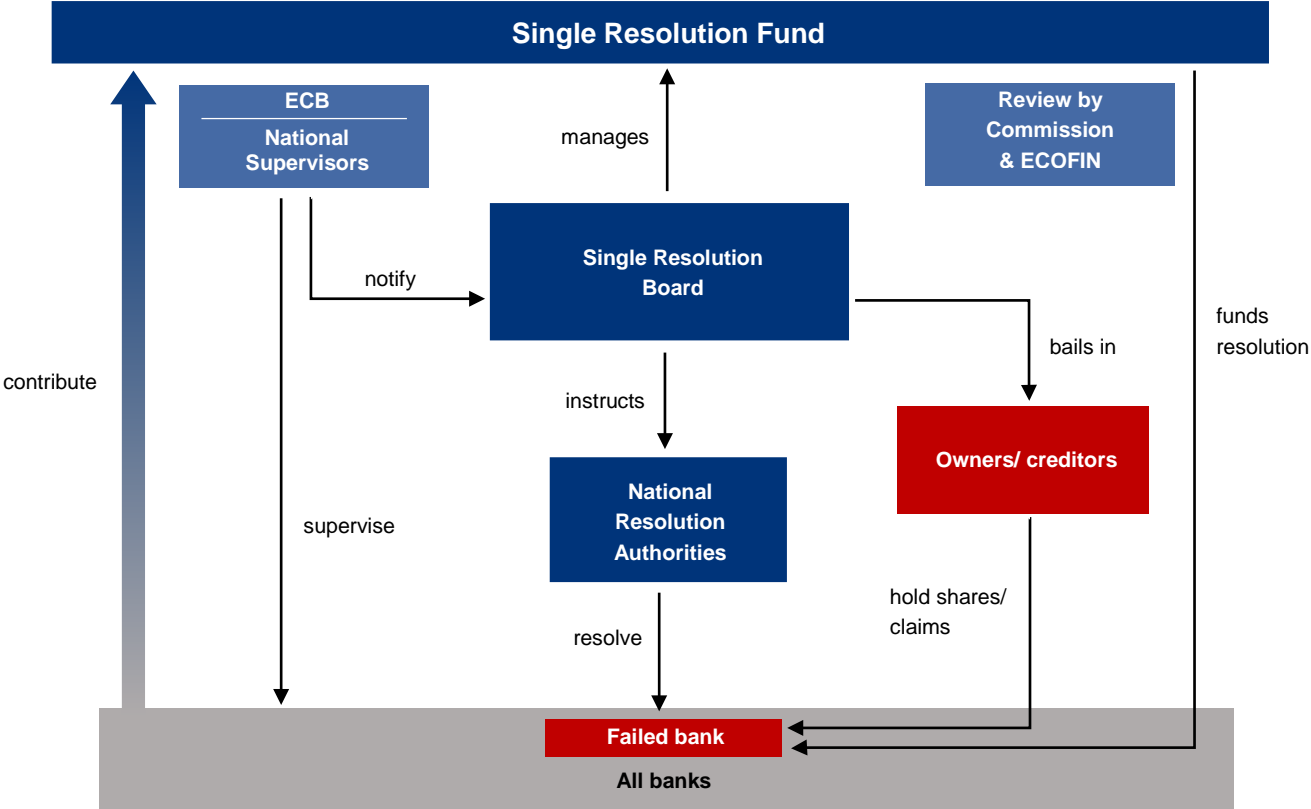 Single Resolution Fund
ECB
National
Supervisors
Review by
Commission
& ECOFIN
manages
Single Resolution
Board
notify
funds
resolution
bails in
contribute
instructs
Owners/ creditors
National
Resolution
Authorities
supervise
hold shares/
claims
resolve
Failed bank
All banks